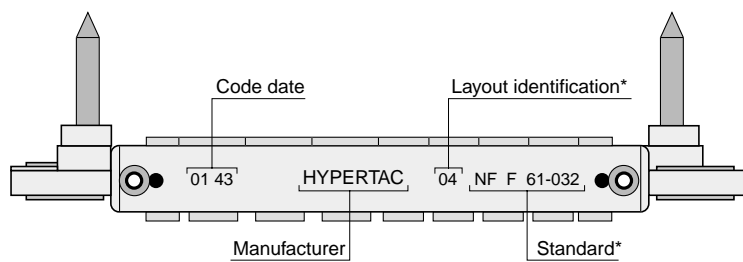 Code date Layout identification*
01 43 HYPERTAC 04 NF F 61-032
Manufacturer Standard*